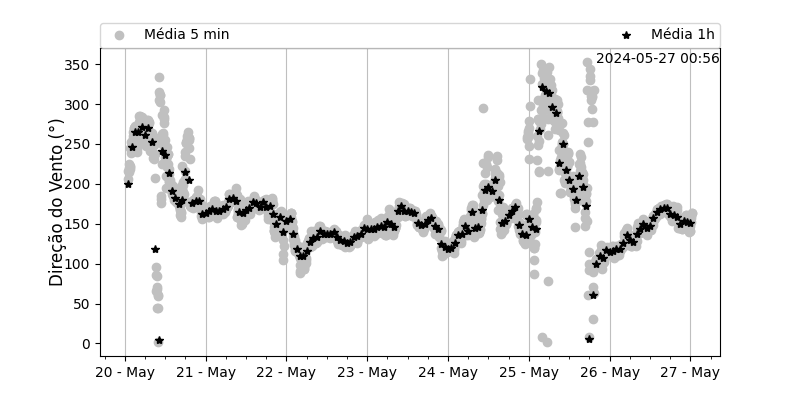 Média 5 min
Média 1h
2024-05-27 00:56
Direção do Vento (°)
350
300
250
200
150
100
50
0
20 - May
21 - May
22 - May
23 - May
24 - May
25 - May
26 - May
27 - May